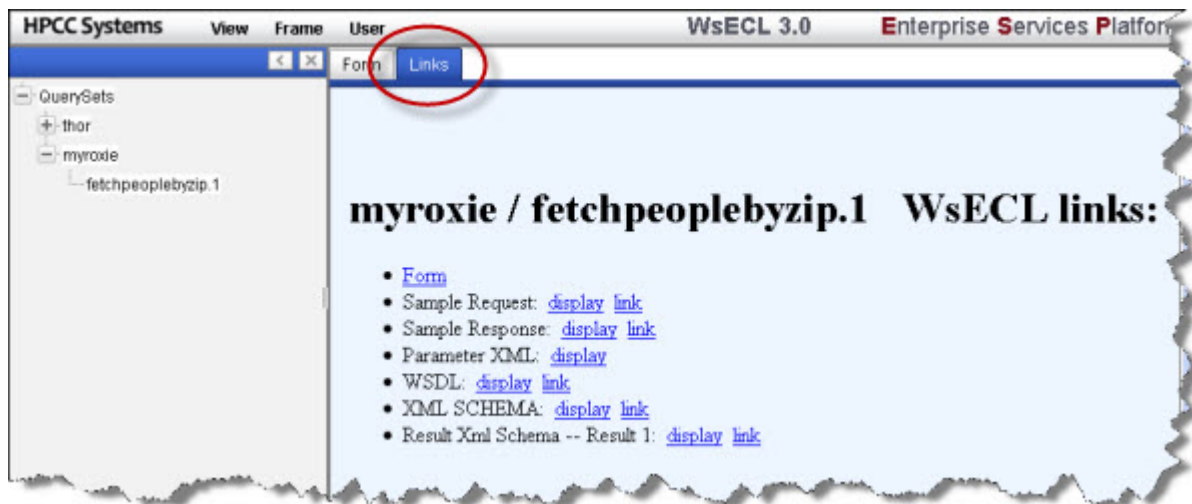 HPCC Systems View Frame User WsECL 3.0 Enterprise Services Platform
Form Links
QuerySets
thor
myroxie
fetchpeoplebyzip.1
myroxie / fetchpeoplebyzip.1 WsECL links:
Form
Sample Request: display link
Sample Response: display link
Parameter XML: display
WSDL: display link
XML SCHEMA: display link
Result Xml Schema -- Result 1: display link